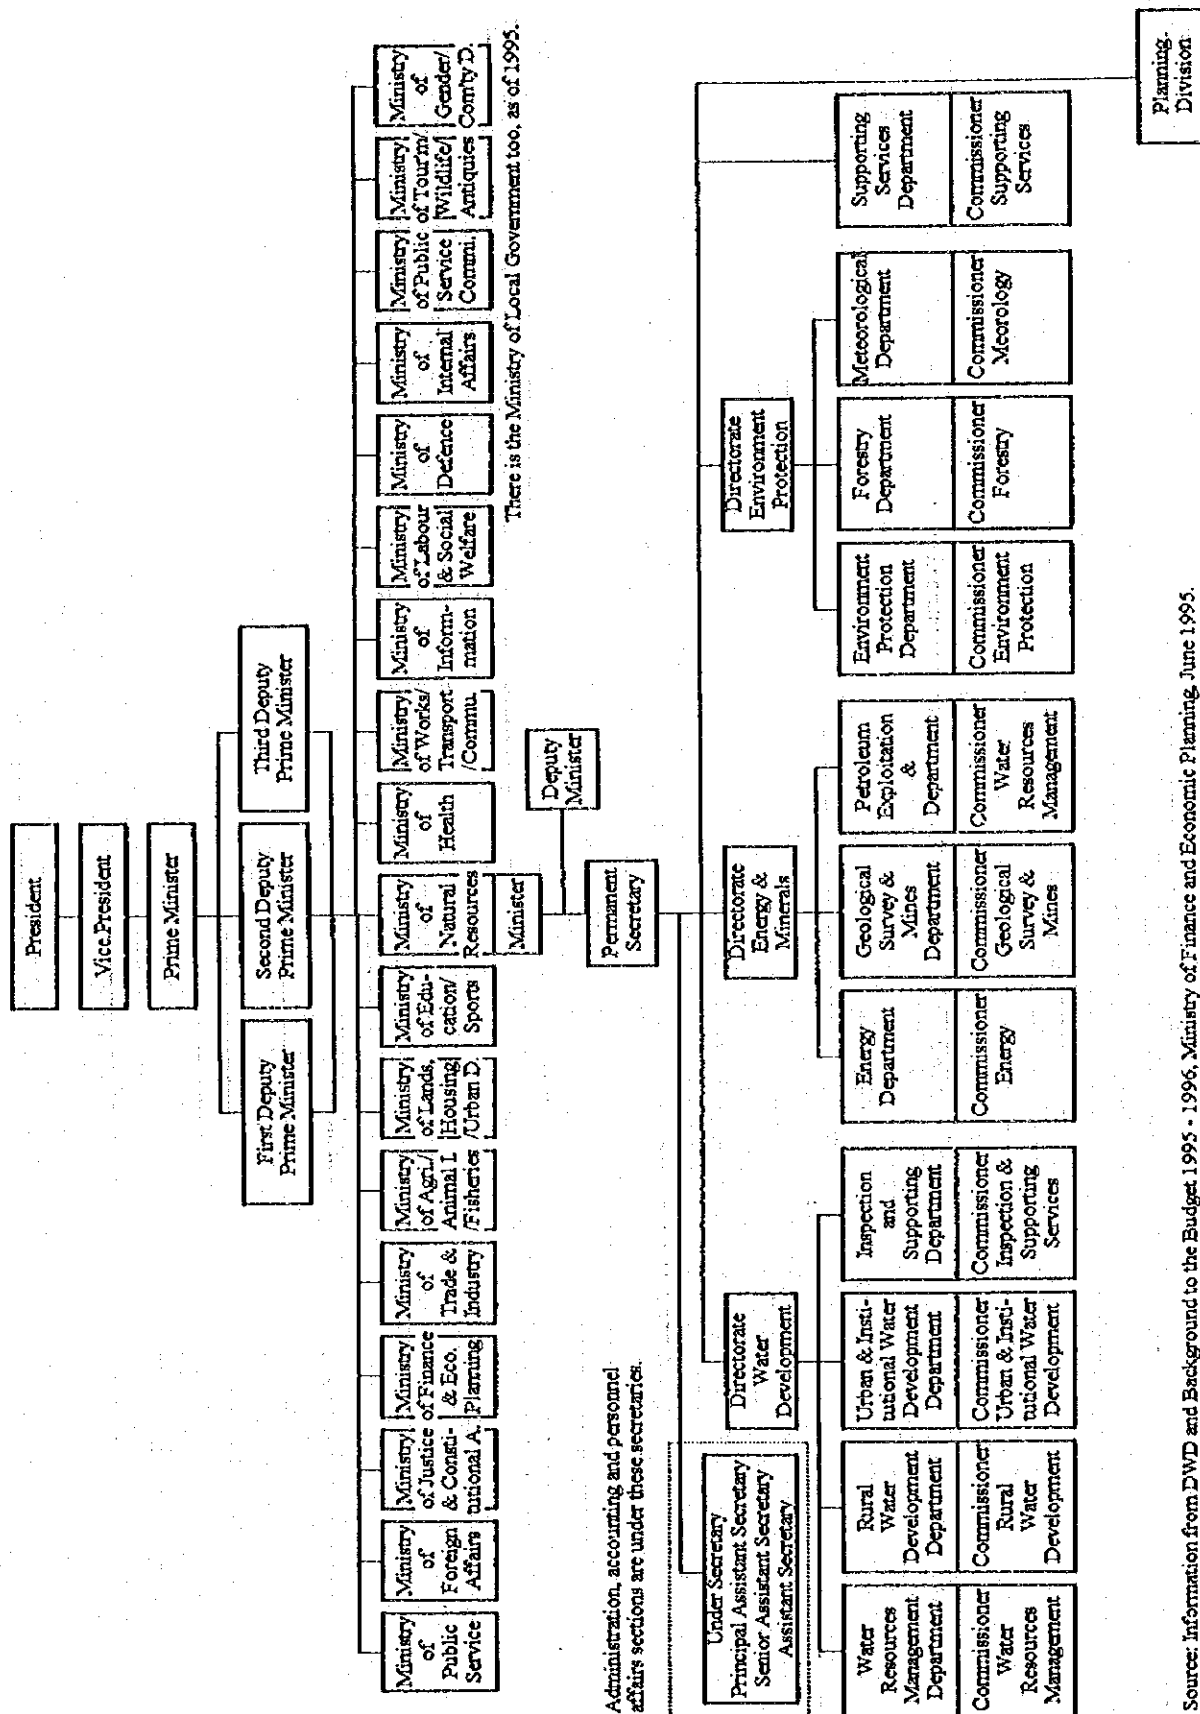 President
Vice.President
Prime Minister
First Deputy
Prime Minister
Second Deputy
Prime Minister
Third Deputy
Prime Minister
Ministry
of
Public
Service
Ministry
of
Foreign
Affairs
Ministry
of Justice
& Consti-
tutional A.
Ministry
of Finance
& Eco.
Planning
Ministry
of
Trade &
Industry
Ministry
of Agri/
Animal I
/Fisheries
Ministry
of Lands,
Housing
/Urban D.
Ministry
of Edu-
cation/
Sports
Ministry
of
Natural
Resources
Ministry
of
Health
Ministry
of Works/
Transport
/Commu.
Ministry
of
Inform-
mation
Ministry
of Labour
& Social
Welfare
Ministry
of
Defence
Ministry
of
Internal
Affairs
Ministry
of Public
Service
Commi.
Ministry
of Tour'm/
Wildlife/
Antiquies
Ministry
of
Gender/
Com'ty D.
There is the Ministry of Local Government too, as of 1995.
Minister
Deputy
Minister
Permanent
Secretary
Administration, accounting and personnel
affairs sections are under these secretaries.
Under Secretary
Principal Assistant Secretary
Senior Assistant Secretary
Assistant Secretary
Directorate
Water
Development
Directorate
Energy &
Minerals
Directorate
Environment
Protection
Water
Resources
Management
Department
Commissioner
Water
Resources
Management
Rural
Water
Development
Department
Commissioner
Rural
Water
Development
Urban & Insti-
tutional Water
Development
Department
Commissioner
Urban & Insti-
tutional Water
Development
Inspection
and
Supporting
Department
Commissioner
Inspection &
Supporting
Services
Energy
Department
Commissioner
Energy
Geological
Survey &
Mines
Department
Commissioner
Geological
Survey &
Mines
Petroleum
Exploitation
&
Department
Commissioner
Water
Resources
Management
Environment
Protection
Department
Commissioner
Environment
Protection
Forestry
Department
Commissioner
Forestry
Meteorological
Department
Commissioner
Meorology
Supporting
Services
Department
Commissioner
Supporting
Services
Planning-
Division
Source: Information from DWD and Background to the Budget 1995 - 1996, Ministry of Finance and Economic Planning, June 1995.